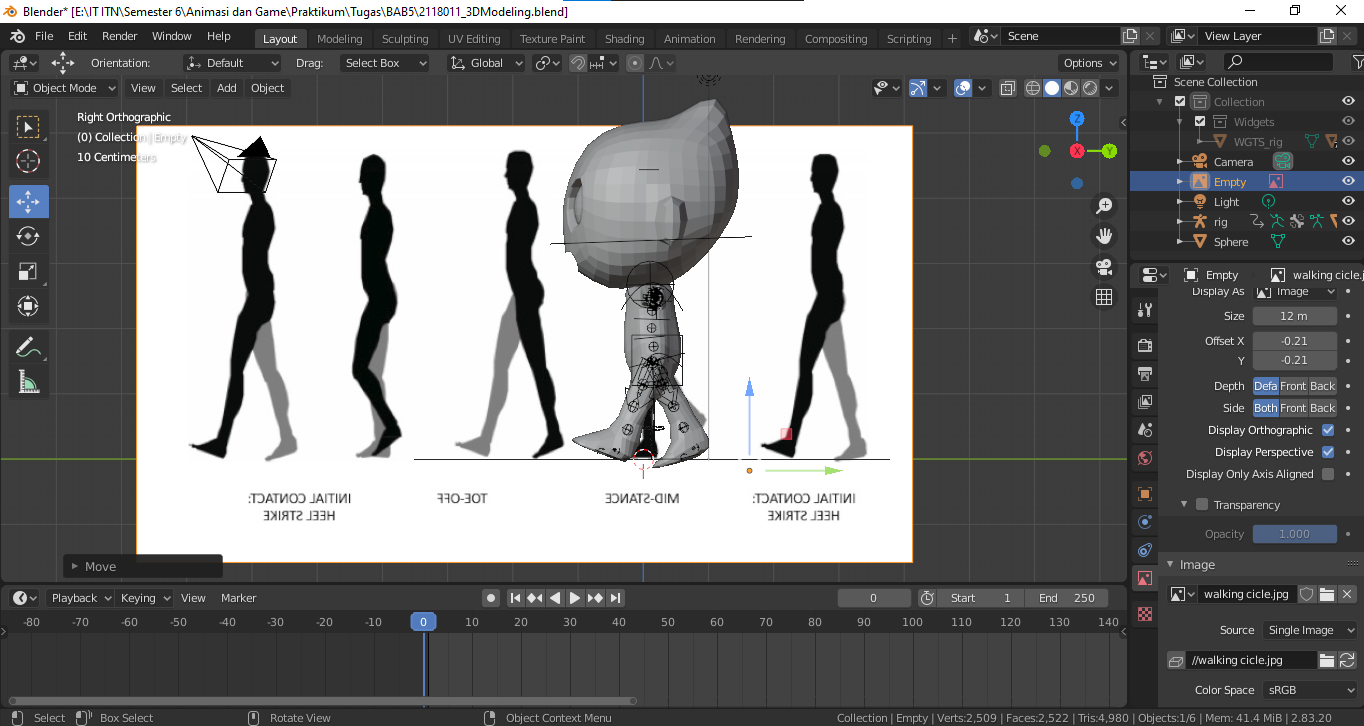 Blender* [E:\IT ITN\Semester 6\Animasi dan Game\Praktikum\Tugas\BAB5\2118011_3DModeling.blend]
File Edit Render Window Help Layout Modeling Sculpting UV Editing Texture Paint Shading Animation Rendering Compositing Scripting + Scene View Layer
Orientation: Default Drag: Select Box Global Options
Object Mode View Select Add Object
Right Orthographic
(0) Collection | Empty
10 Centimeters
Z
X
Y
INITIAL CONTACT:
HEEL STRIKE
TOE-OFF
MID-STANCE
INITIAL CONTACT:
HEEL STRIKE
Move
Scene Collection
Collection
Widgets
WGTS_rig
Camera
Empty
Light
rig
Sphere
Empty walking cicle.j
Display As Image
Size 12 m
Offset X -0.21
Y -0.21
Depth Defa Front Back
Side Both Front Back
Display Orthographic
Display Perspective
Display Only Axis Aligned
Transparency
Opacity 1.000
Image
walking cicle.jpg
Source Single Image
//walking cicle.jpg
Color Space sRGB
Playback Keying View Marker 0 Start 1 End 250
-80 -70 -60 -50 -40 -30 -20 -10 0 10 20 30 40 50 60 70 80 90 100 110 120 130 140
Select Box Select Rotate View Object Context Menu Collection | Empty | Verts:2,509 | Faces:2,522 | Tris:4,980 | Objects:1/6 | Mem: 41.4 MiB | 2.83.20